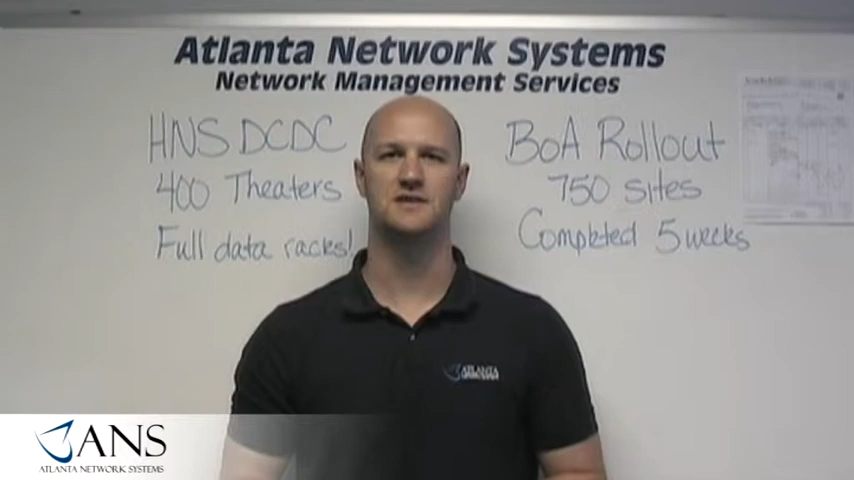 Atlanta Network Systems
Network Management Services
HNS DCDC
400 Theaters
Full data racks!
BoA Rollout
750 sites
Completed 5 weeks
ATLANTA
ANS
ATLANTA NETWORK SYSTEMS